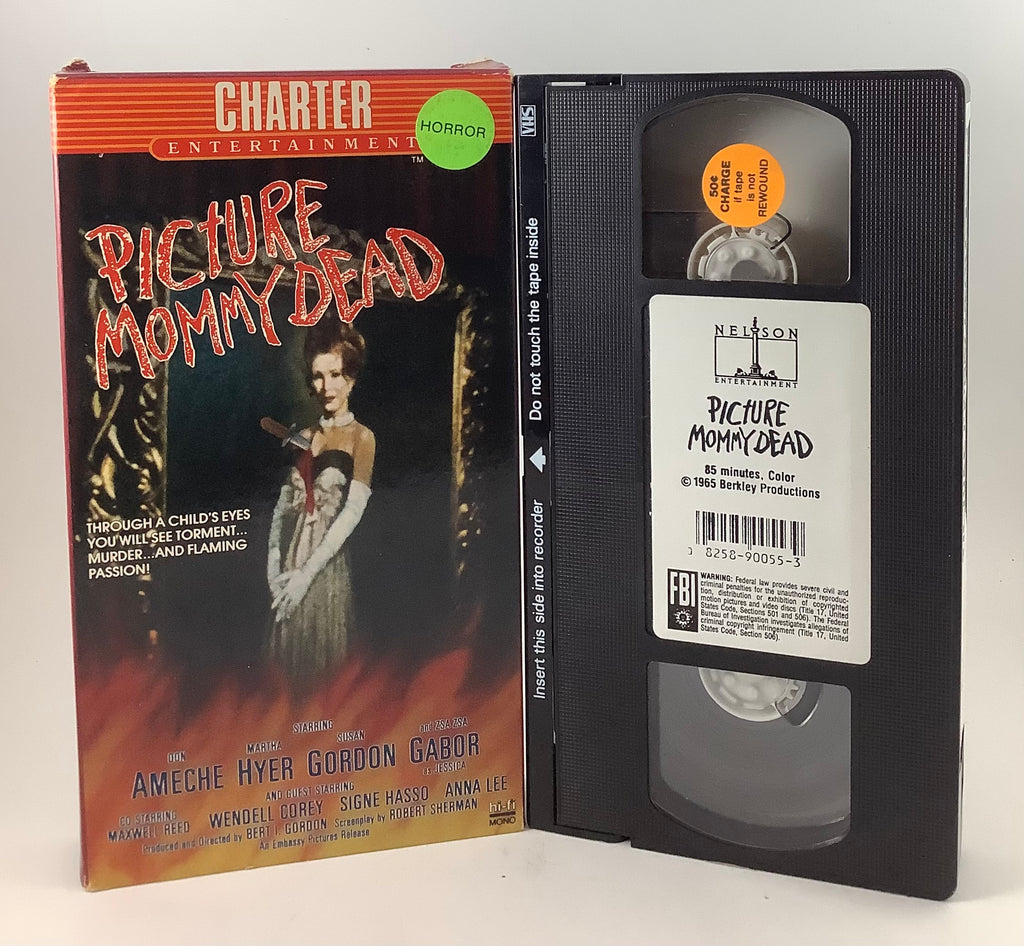 CHARTER
ENTERTAINMENT
TM
HORROR
PICTURE
MOMMY DEAD
THROUGH A CHILD'S EYES
YOU WILL SEE TORMENT...
MURDER...AND FLAMING
PASSION!
STARRING
DON
AMECHE
MARTHA
HYER
SUSAN
GORDON
and ZSA ZSA
GABOR
as JESSICA
AND GUEST STARRING
CO STARRING
MAXWELL REED
WENDELL COREY SIGNE HASSO ANNA LEE
Produced and Directed by BERT I. GORDON Screenplay by ROBERT SHERMAN
An Embassy Pictures Release
hi-fi
MONO
VHS
Do not touch the tape inside
Insert this side into recorder
50¢
CHARGE
if tape
is not
REWOUND
NELSON
ENTERTAINMENT
PICTURE
MOMMY DEAD
85 minutes, Color
© 1965 Berkley Productions
0 8258-90055-3
FBI
WARNING: Federal law provides severe civil and
criminal penalties for the unauthorized reproduc-
tion, distribution or exhibition of copyrighted
motion pictures and video discs (Title 17, United
States Code, Sections 501 and 506). The Federal
Bureau of Investigation investigates allegations of
criminal copyright infringement (Title 17, United
States Code, Section 506).